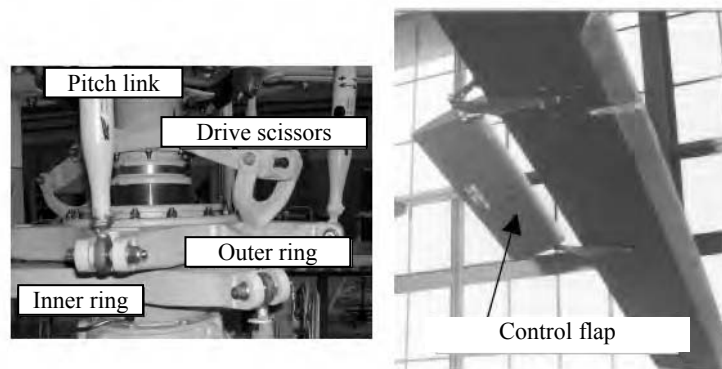 Pitch link
Drive scissors
Outer ring
Inner ring
Control flap